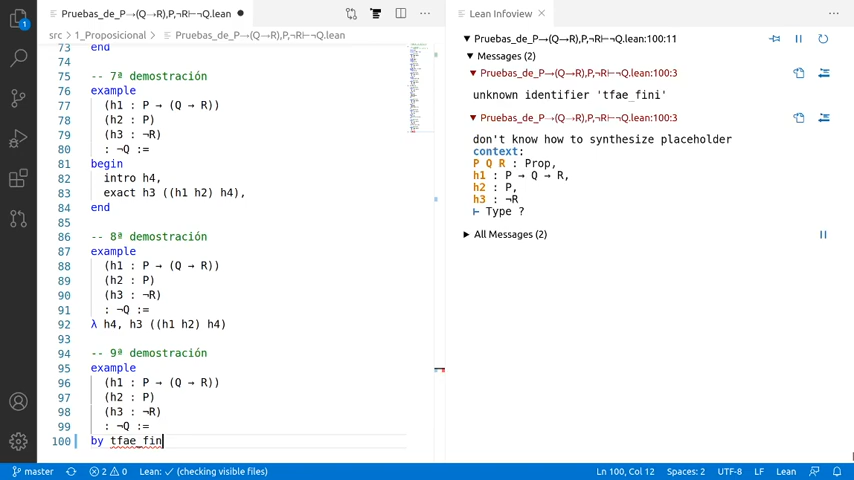 1
Pruebas_de_P→(Q→R),P,¬R⊢¬Q.lean
src > 1_Proposicional > Pruebas_de_P→(Q→R),P,¬R⊢¬Q.lean
73 end
74
75 -- 7ª demostración
76 example
77 (h1 : P → (Q → R))
78 (h2 : P)
79 (h3 : ¬R)
80 : ¬Q :=
81 begin
82 intro h4,
83 exact h3 ((h1 h2) h4),
84 end
85
86 -- 8ª demostración
87 example
88 (h1 : P → (Q → R))
89 (h2 : P)
90 (h3 : ¬R)
91 : ¬Q :=
92 λ h4, h3 ((h1 h2) h4)
93
94 -- 9ª demostración
95 example
96 (h1 : P → (Q → R))
97 (h2 : P)
98 (h3 : ¬R)
99 : ¬Q :=
100 by tfae_fin
Lean Infoview
Pruebas_de_P→(Q→R),P,¬R⊢¬Q.lean:100:11
Messages (2)
Pruebas_de_P→(Q→R),P,¬R⊢¬Q.lean:100:3
unknown identifier 'tfae_fini'
Pruebas_de_P→(Q→R),P,¬R⊢¬Q.lean:100:3
don't know how to synthesize placeholder
context:
P Q R : Prop,
h1 : P → Q → R,
h2 : P,
h3 : ¬R
⊢ Type ?
All Messages (2)
master 2 0 Lean: ✓ (checking visible files) Ln 100, Col 12 Spaces: 2 UTF-8 LF Lean